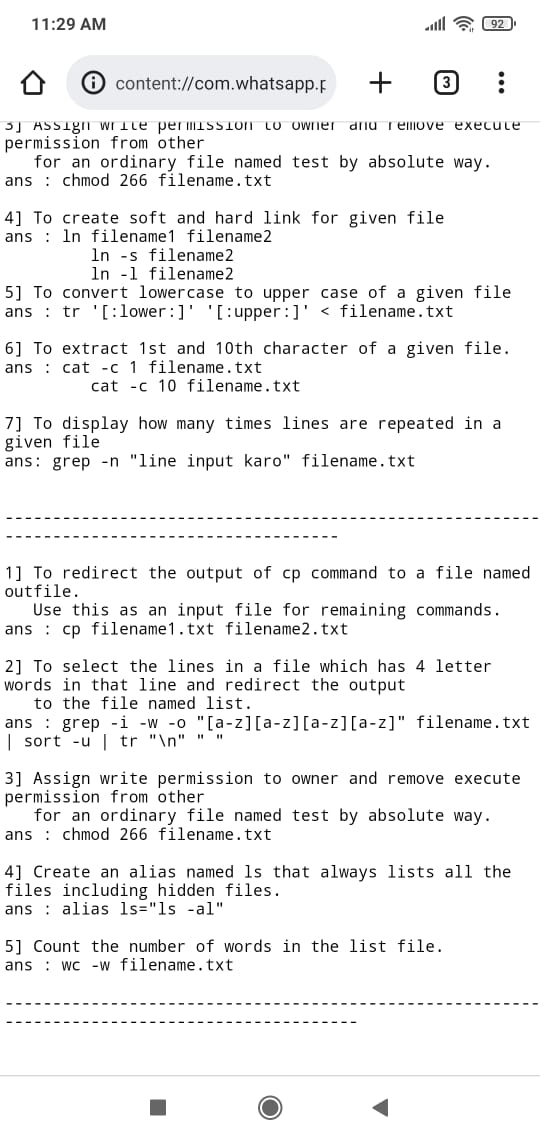 11:29 AM
92
content://com.whatsapp.p
3
3] Assign write permission to owner and remove execute
permission from other
for an ordinary file named test by absolute way.
ans : chmod 266 filename.txt
4] To create soft and hard link for given file
ans : ln filename1 filename2
ln -s filename2
ln -l filename2
5] To convert lowercase to upper case of a given file
ans : tr '[:lower:]' '[:upper:]' < filename.txt
6] To extract 1st and 10th character of a given file.
ans : cat -c 1 filename.txt
cat -c 10 filename.txt
7] To display how many times lines are repeated in a
given file
ans: grep -n "line input karo" filename.txt
--------------------------------------------------------
-----------------------------------
1] To redirect the output of cp command to a file named
outfile.
Use this as an input file for remaining commands.
ans : cp filename1.txt filename2.txt
2] To select the lines in a file which has 4 letter
words in that line and redirect the output
to the file named list.
ans : grep -i -w -o "[a-z][a-z][a-z][a-z]" filename.txt
| sort -u | tr "\n" " "
3] Assign write permission to owner and remove execute
permission from other
for an ordinary file named test by absolute way.
ans : chmod 266 filename.txt
4] Create an alias named ls that always lists all the
files including hidden files.
ans : alias ls="ls -al"
5] Count the number of words in the list file.
ans : wc -w filename.txt
--------------------------------------------------------
-------------------------------------